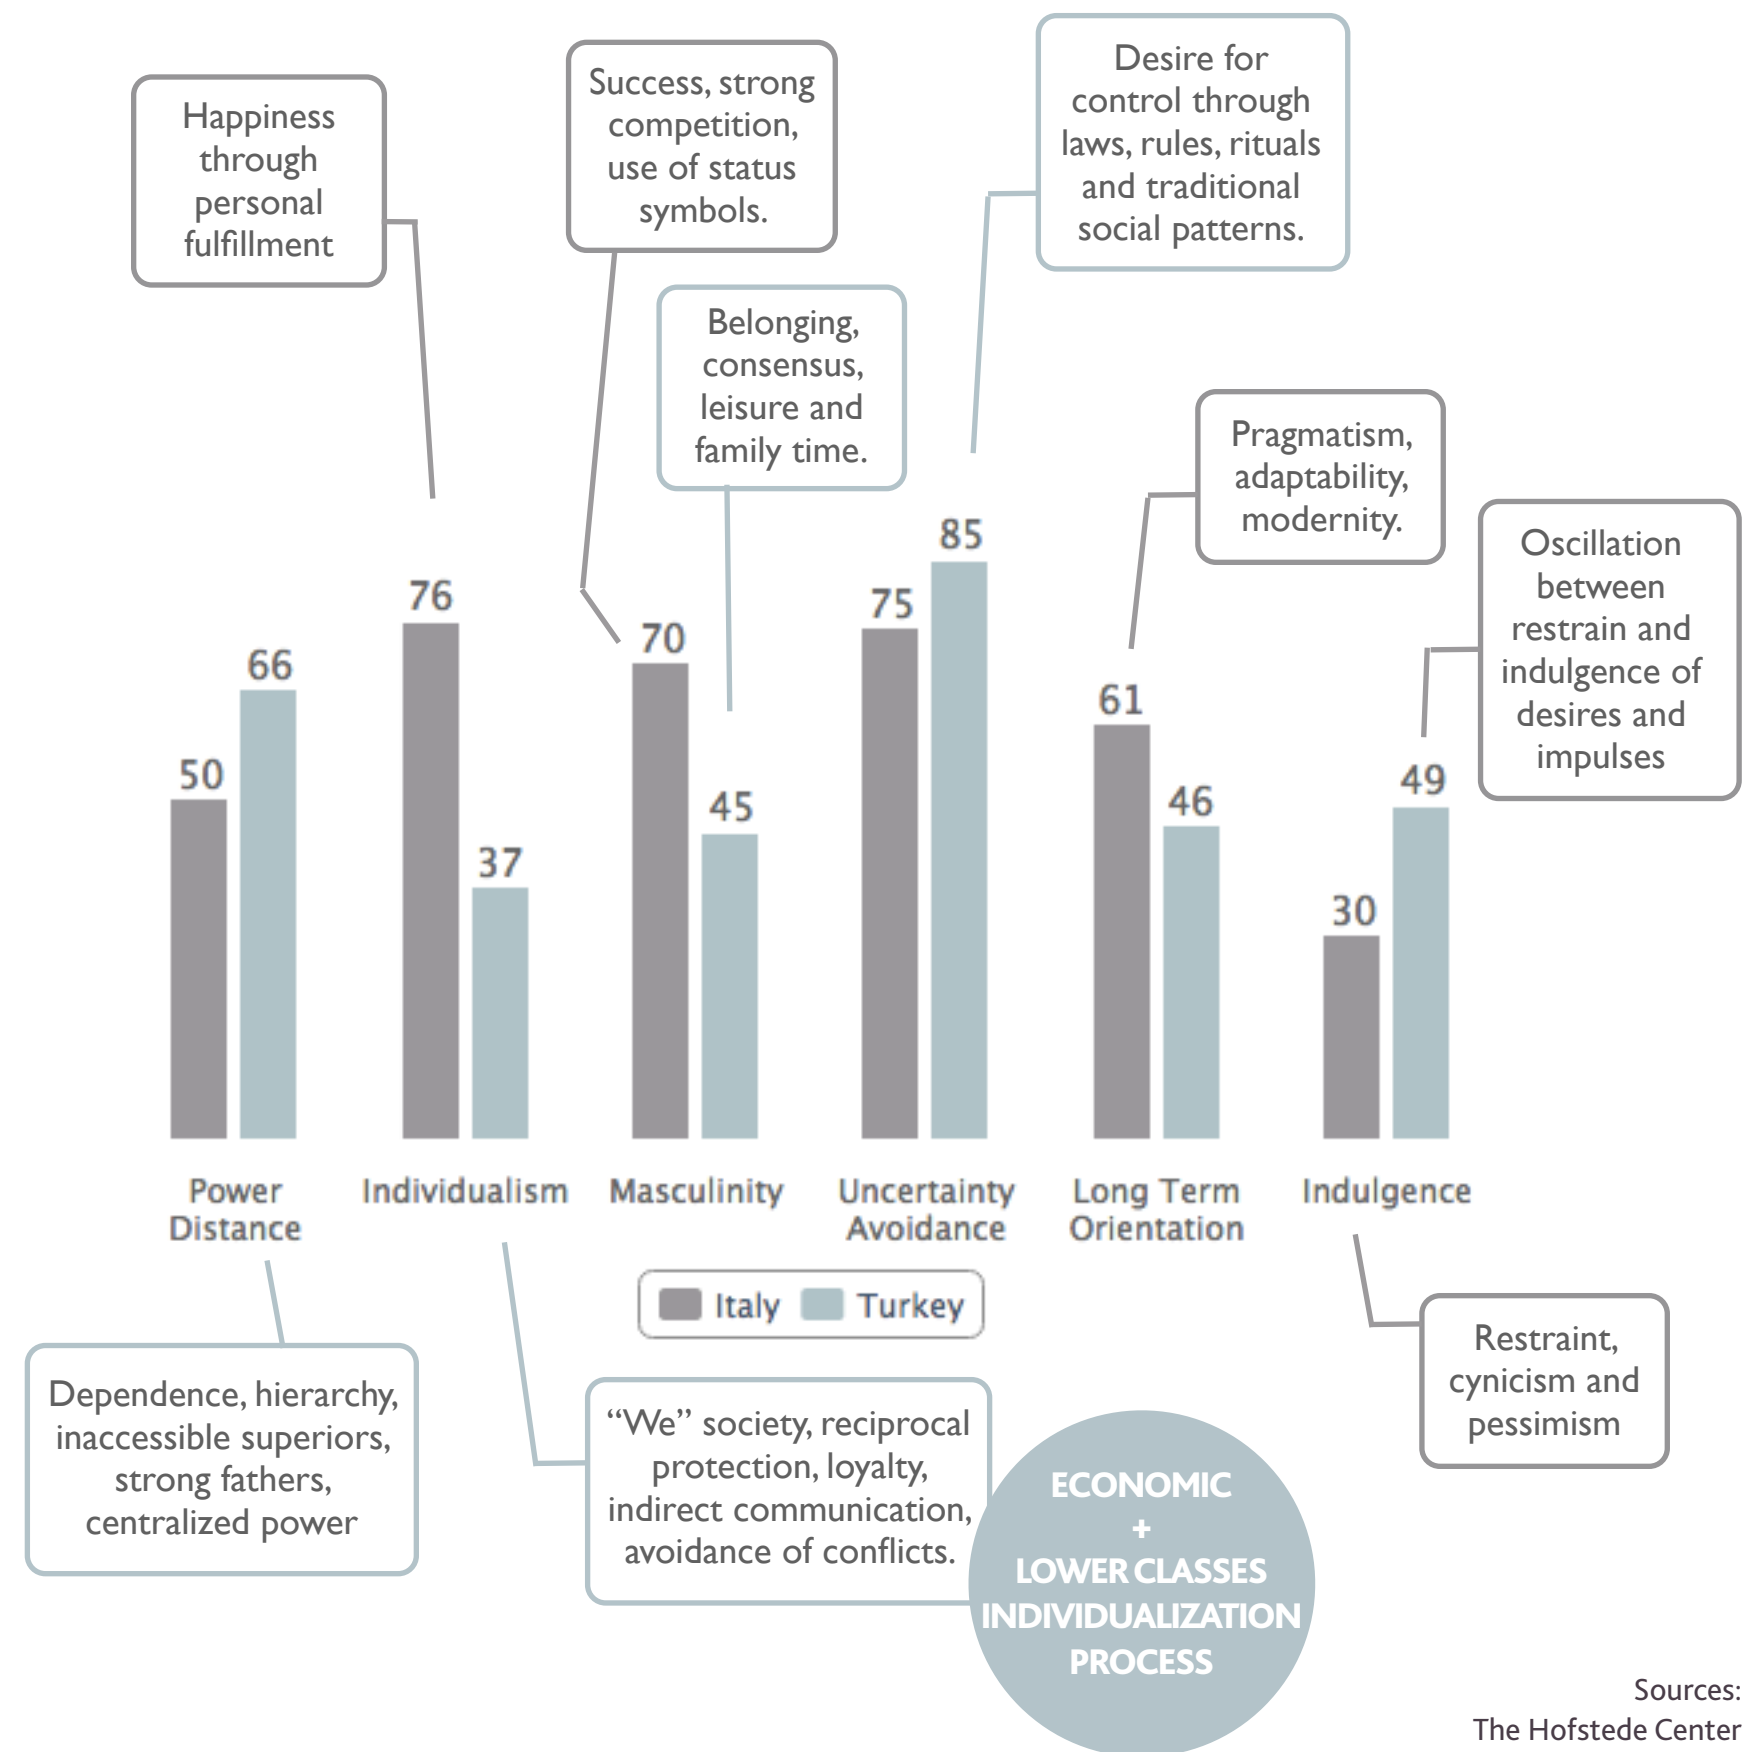 Desire for
control through
laws, rules, rituals
and traditional
social patterns.
Success, strong
competition,
use of status
symbols.
Happiness
through
personal
fulfillment
Belonging,
consensus,
leisure and
family time.
Pragmatism,
adaptability,
modernity.
Oscillation
between
restrain and
indulgence of
desires and
impulses
50
66
76
37
70
45
75
85
61
46
30
49
Power
Distance
Individualism
Masculinity
Uncertainty
Avoidance
Long Term
Orientation
Indulgence
Italy Turkey
Dependence, hierarchy,
inaccessible superiors,
strong fathers,
centralized power
“We” society, reciprocal
protection, loyalty,
indirect communication,
avoidance of conflicts.
ECONOMIC
+
LOWER CLASSES
INDIVIDUALIZATION
PROCESS
Restraint,
cynicism and
pessimism
Sources:
The Hofstede Center